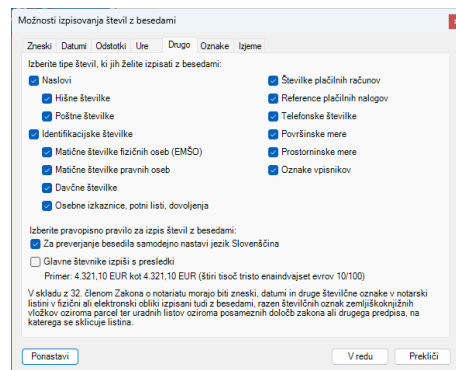 Možnosti izpisovanja števil z besedami
Zneski Datumi Odstotki Ure Drugo Oznake Izjeme
Izberite tipe števil, ki jih želite izpisati z besedami:
Naslovi
Številke plačilnih računov
Hišne številke
Reference plačilnih nalogov
Poštne številke
Telefonske številke
Identifikacijske številke
Površinske mere
Matične številke fizičnih oseb (EMŠO)
Prostorninske mere
Matične številke pravnih oseb
Oznake vpisnikov
Davčne številke
Osebne izkaznice, potni listi, dovoljenja
Izberite pravopisno pravilo za izpis števil z besedami:
Za preverjanje besedila samodejno nastavi jezik Slovenščina
Glavne števnike izpiši s presledki
Primer: 4.321,10 EUR kot 4.321,10 EUR (štiri tisoč tristo enaindvajset evrov 10/100)
V skladu z 32. členom Zakona o notariatu morajo biti zneski, datumi in druge številčne oznake v notarski
listini v fizični ali elektronski obliki izpisani tudi z besedami, razen številčnih oznak zemljiškoknjižnih
vložkov oziroma parcel ter uradnih listov oziroma posameznih določb zakona ali drugega predpisa, na
katerega se sklicuje listina.
Ponastavi
V redu
Prekliči